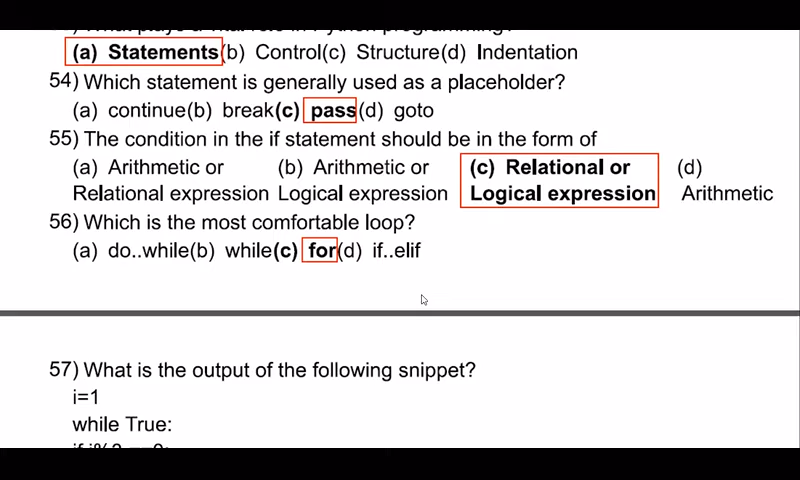 (a) Statements(b) Control(c) Structure(d) Indentation
54) Which statement is generally used as a placeholder?
(a) continue(b) break(c) pass(d) goto
55) The condition in the if statement should be in the form of
(a) Arithmetic or Relational expression
(b) Arithmetic or Logical expression
(c) Relational or Logical expression
(d) Arithmetic
56) Which is the most comfortable loop?
(a) do..while(b) while(c) for(d) if..elif
57) What is the output of the following snippet?
i=1
while True: